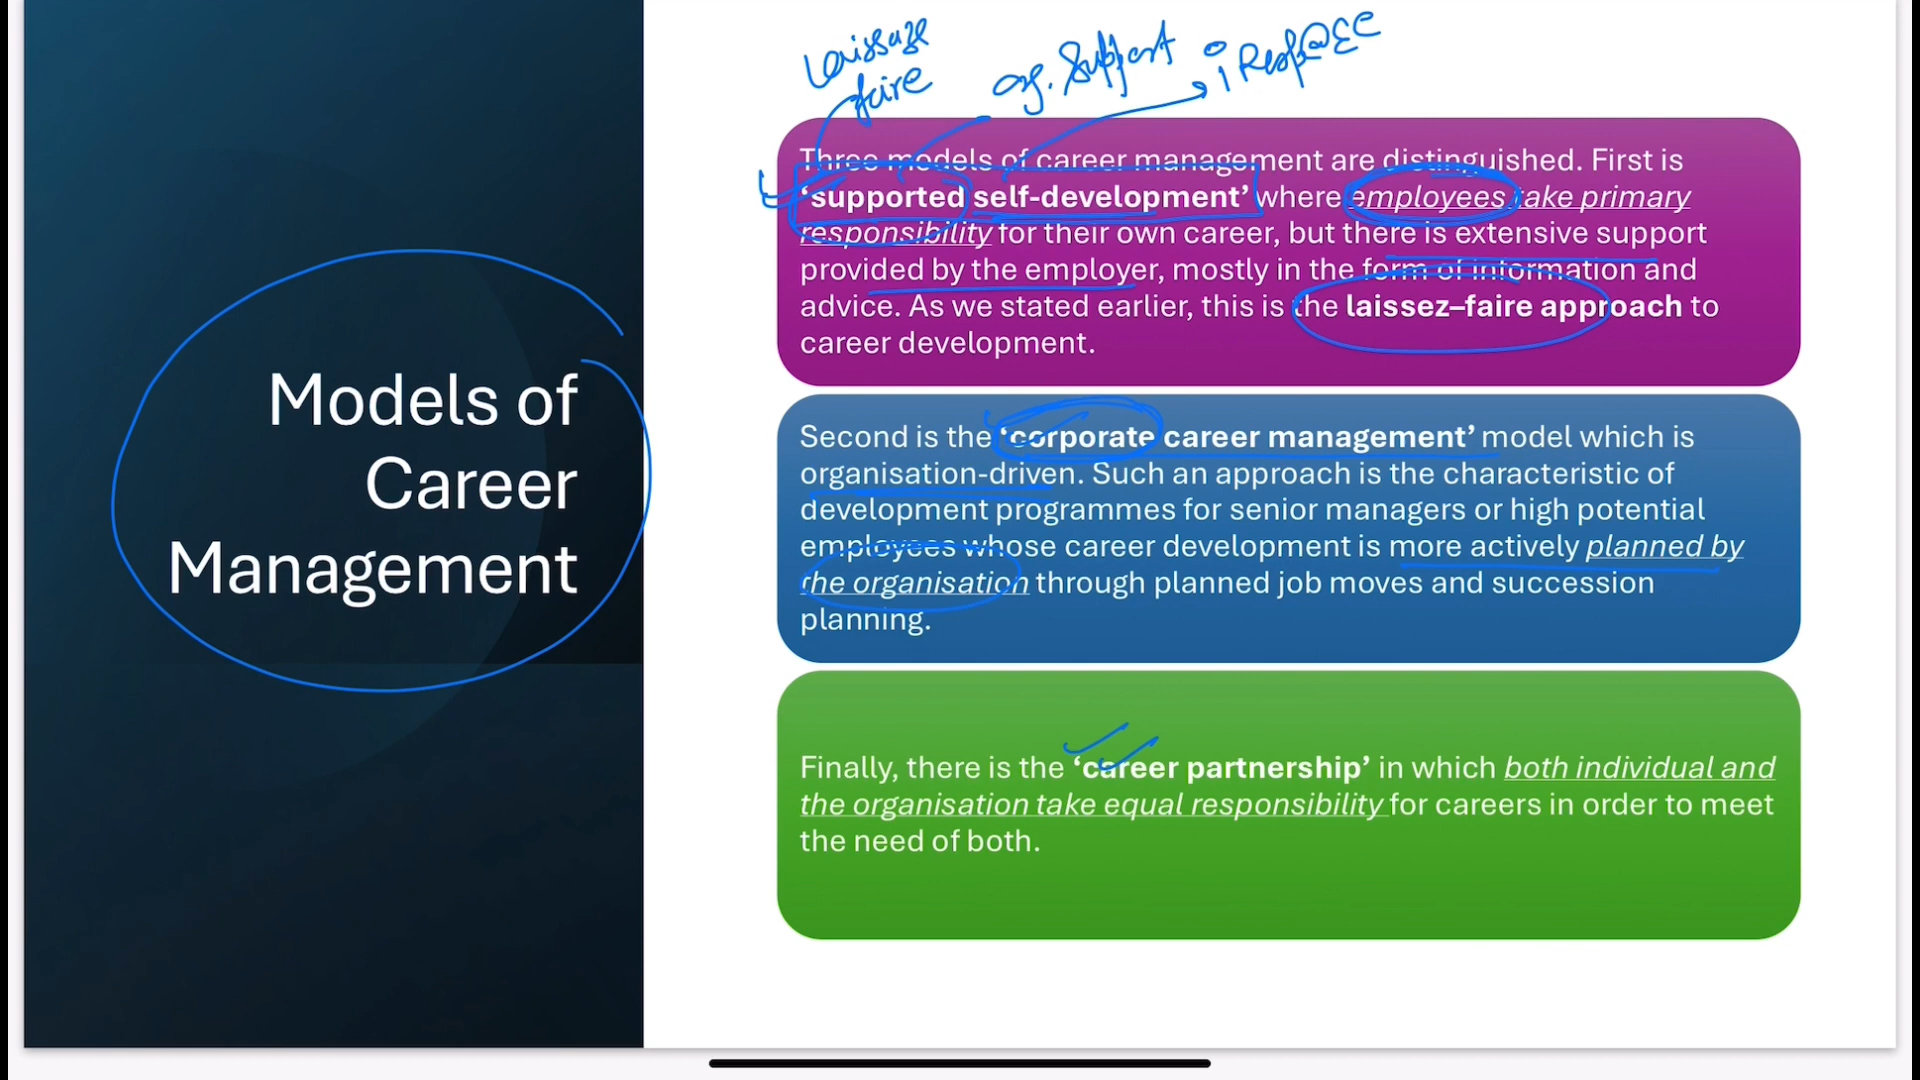 Models of
Career
Management
laissaze
faire
org. Support
Three models of career management are distinguished. First is
‘supported self-development’ where employees take primary
responsibility for their own career, but there is extensive support
provided by the employer, mostly in the form of information and
advice. As we stated earlier, this is the laissez–faire approach to
career development.
Second is the ‘corporate career management’ model which is
organisation-driven. Such an approach is the characteristic of
development programmes for senior managers or high potential
employees whose career development is more actively planned by
the organisation through planned job moves and succession
planning.
Finally, there is the ‘career partnership’ in which both individual and
the organisation take equal responsibility for careers in order to meet
the need of both.